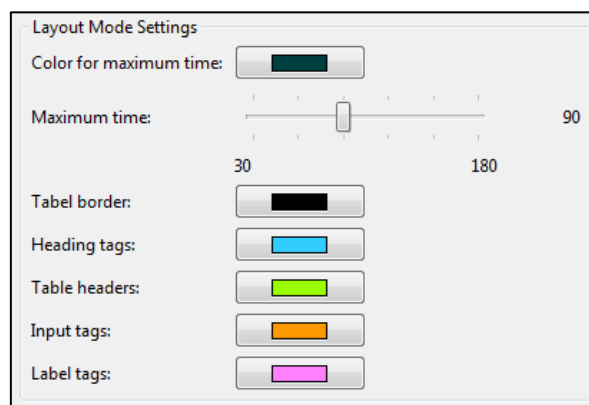 Layout Mode Settings
Color for maximum time:
Maximum time: 90
30 180
Tabel border:
Heading tags:
Table headers:
Input tags:
Label tags: